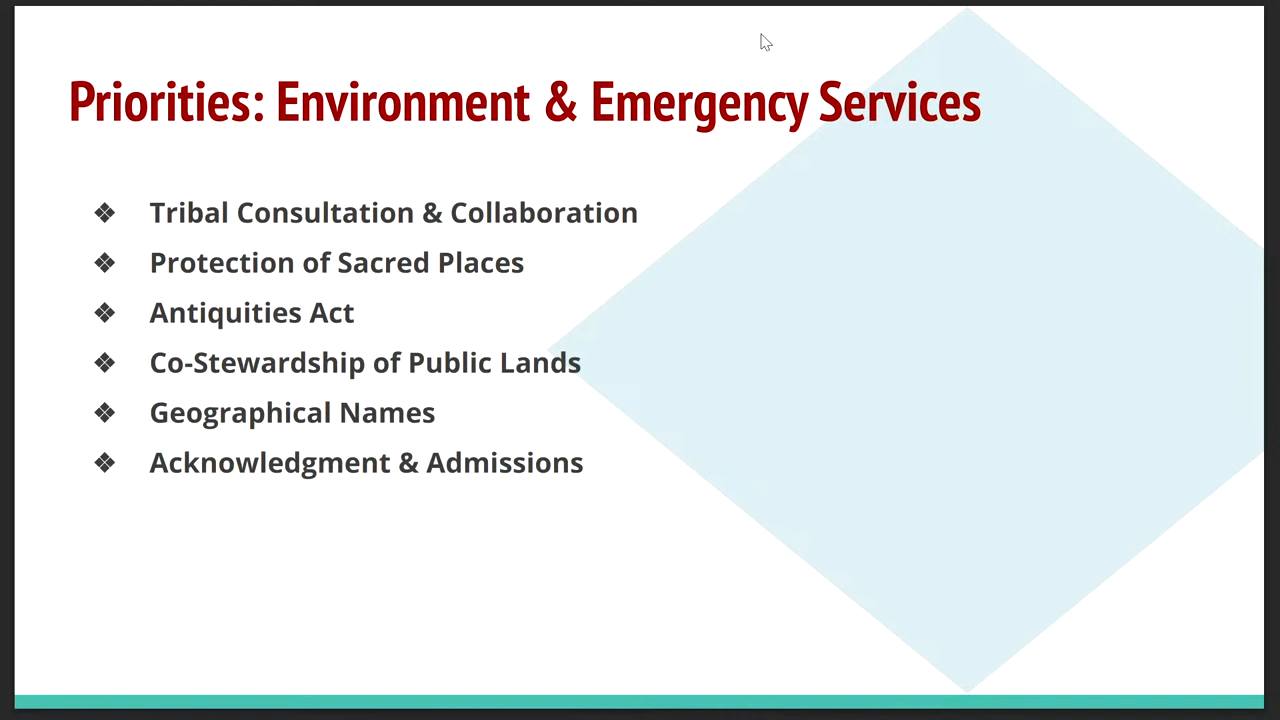 Priorities: Environment & Emergency Services
❖ Tribal Consultation & Collaboration
❖ Protection of Sacred Places
❖ Antiquities Act
❖ Co-Stewardship of Public Lands
❖ Geographical Names
❖ Acknowledgment & Admissions